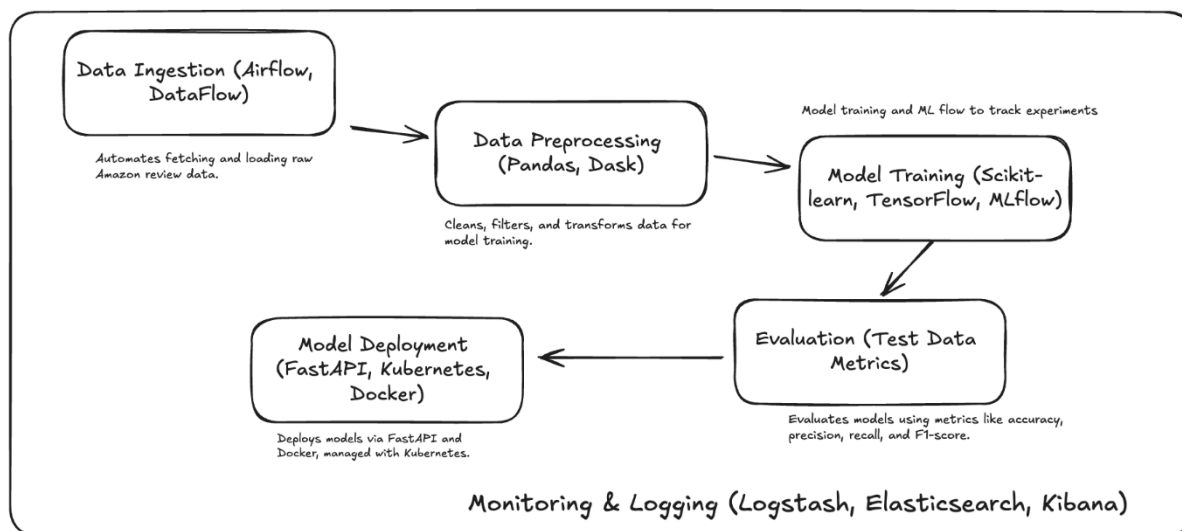 Data Ingestion (Airflow,
DataFlow)
Automates fetching and loading raw
Amazon review data.
Data Preprocessing
(Pandas, Dask)
Cleans, filters, and transforms data for
model training.
Model training and ML flow to track experiments
Model Training (Scikit-
learn, TensorFlow, MLflow)
Evaluation (Test Data
Metrics)
Evaluates models using metrics like accuracy,
precision, recall, and F1-score.
Model Deployment
(FastAPI, Kubernetes,
Docker)
Deploys models via FastAPI and
Docker, managed with Kubernetes.
Monitoring & Logging (Logstash, Elasticsearch, Kibana)